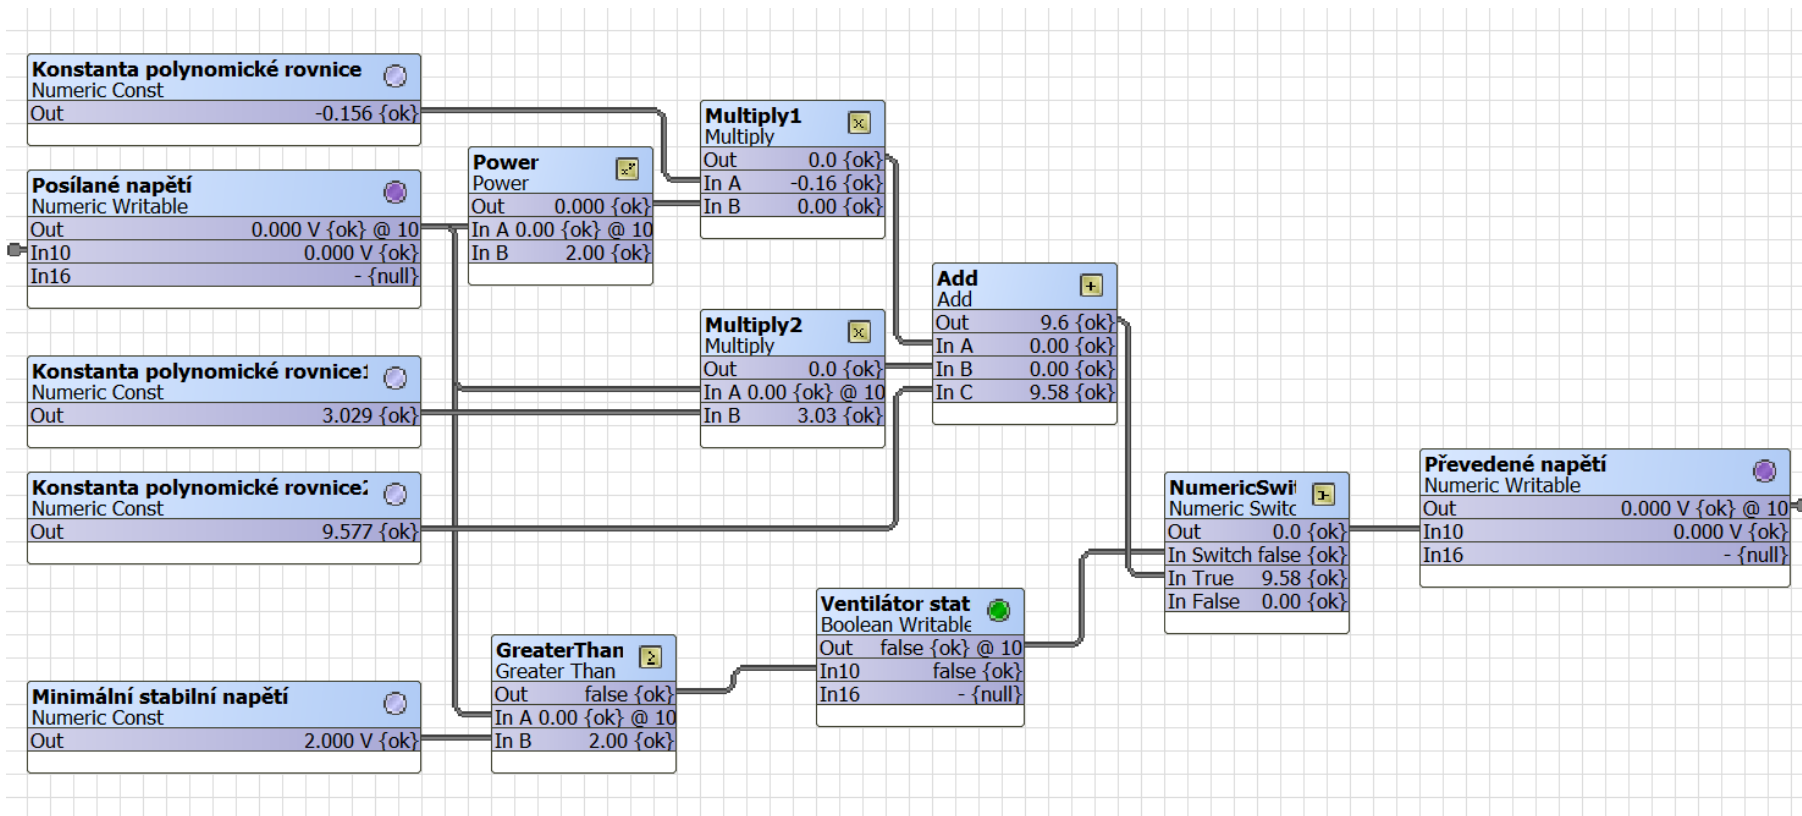 Konstanta polynomické rovnice
Numeric Const
Out -0.156 {ok}
Posílané napětí
Numeric Writable
Out 0.000 V {ok} @ 10
In10 0.000 V {ok}
In16 - {null}
Konstanta polynomické rovnice1
Numeric Const
Out 3.029 {ok}
Konstanta polynomické rovnice2
Numeric Const
Out 9.577 {ok}
Minimální stabilní napětí
Numeric Const
Out 2.000 V {ok}
Power
Power
Out 0.000 {ok}
In A 0.00 {ok} @ 10
In B 2.00 {ok}
GreaterThan
Greater Than
Out false {ok}
In A 0.00 {ok} @ 10
In B 2.00 {ok}
Multiply1
Multiply
Out 0.0 {ok}
In A -0.16 {ok}
In B 0.00 {ok}
Multiply2
Multiply
Out 0.0 {ok}
In A 0.00 {ok} @ 10
In B 3.03 {ok}
Ventilátor stat
Boolean Writable
Out false {ok} @ 10
In10 false {ok}
In16 - {null}
Add
Add
Out 9.6 {ok}
In A 0.00 {ok}
In B 0.00 {ok}
In C 9.58 {ok}
NumericSwi
Numeric Switc
Out 0.0 {ok}
In Switch false {ok}
In True 9.58 {ok}
In False 0.00 {ok}
Převedené napětí
Numeric Writable
Out 0.000 V {ok} @ 10
In10 0.000 V {ok}
In16 - {null}